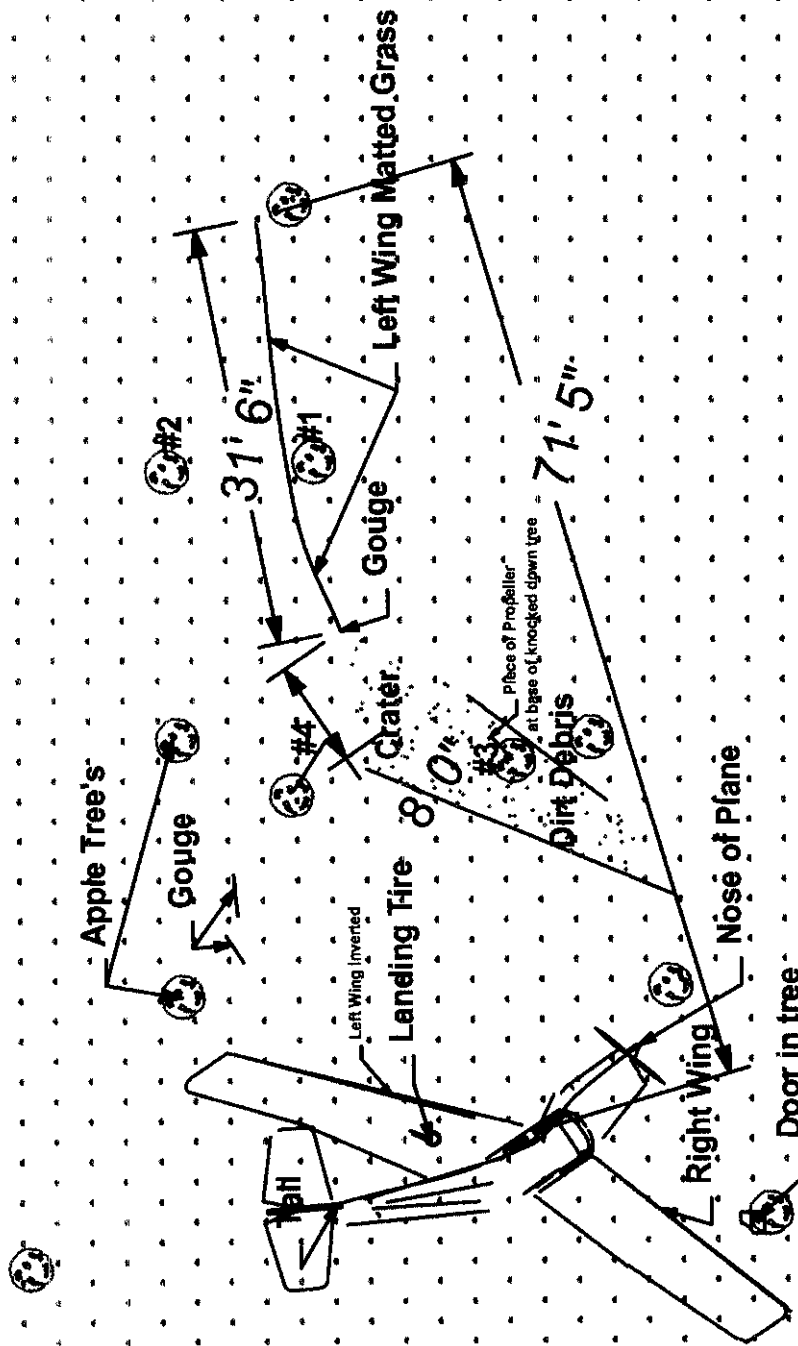 Apple Tree's
Gouge
#2
31' 6"
#1
Left Wing Matted Grass
Gouge
#4
Crater
8' 0"
Piece of Propeller
at base of knocked down tree
71' 5"
#3
Dirt Debris
Left Wing Inverted
Landing Tire
Nose of Plane
Right Wing
Door in tree